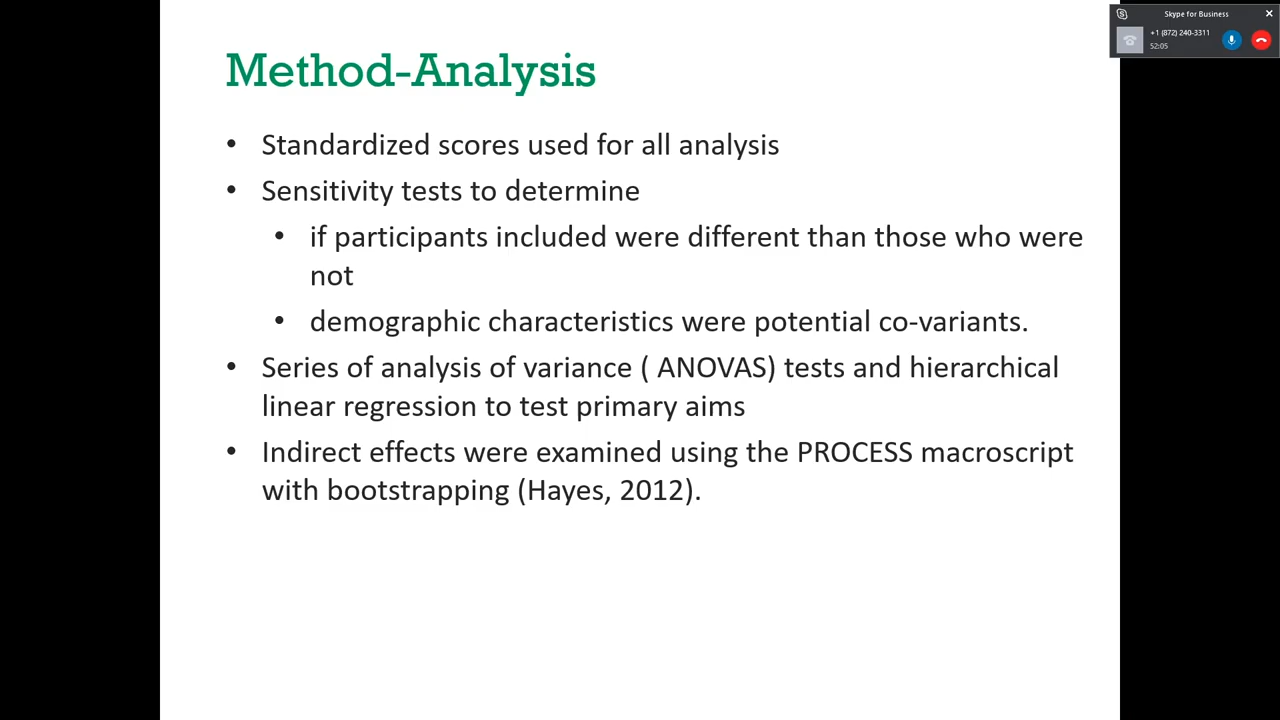 Skype for Business
+1 (872) 240-3311
52:05
Method-Analysis
• Standardized scores used for all analysis
• Sensitivity tests to determine
• if participants included were different than those who were
not
• demographic characteristics were potential co-variants.
• Series of analysis of variance ( ANOVAS) tests and hierarchical
linear regression to test primary aims
• Indirect effects were examined using the PROCESS macroscript
with bootstrapping (Hayes, 2012).